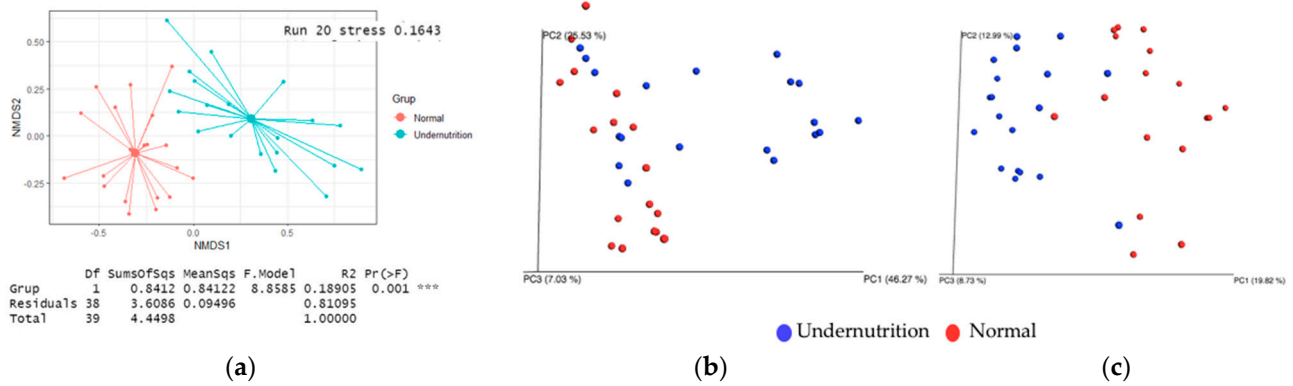 Run 20 stress 0.1643
0.50
0.25
0.00
-0.25
NMDS2
-0.5
0.0
0.5
NMDS1
Grup
Normal
Undernutrition
Df SumsOfSqs MeanSqs F.Model R2 Pr(>F)
Grup 1 0.8412 0.84122 8.8585 0.18905 0.001 ***
Residuals 38 3.6086 0.09496 0.81095
Total 39 4.4498 1.00000
PC2 (25.53 %)
PC3 (7.03 %)
PC1 (46.27 %)
PC2 (12.99 %)
PC3 (8.73 %)
PC1 (19.82 %)
Undernutrition Normal
(a) (b) (c)